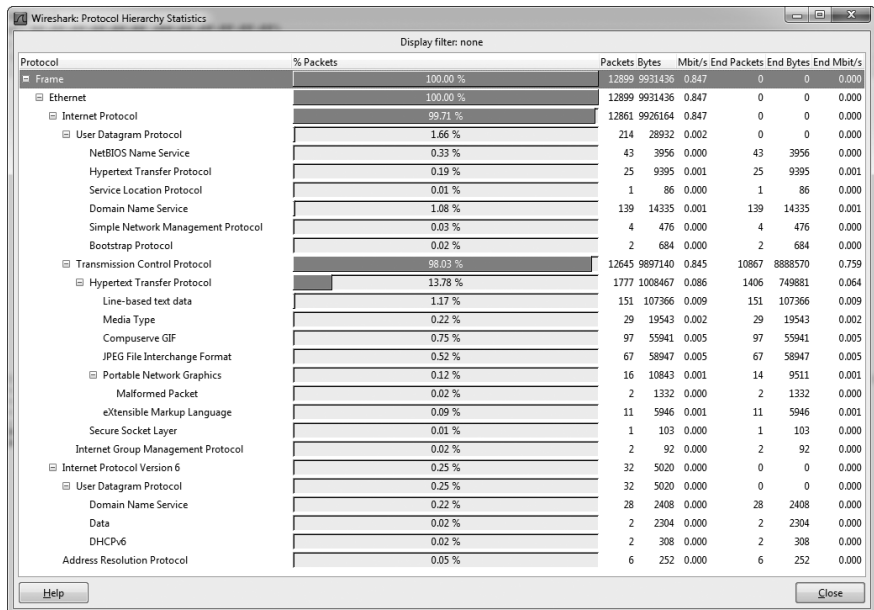 Wireshark: Protocol Hierarchy Statistics
Display filter: none
Protocol % Packets Packets Bytes Mbit/s End Packets End Bytes End Mbit/s
Frame 100.00 % 12899 9931436 0.847 0 0 0.000
Ethernet 100.00 % 12899 9931436 0.847 0 0 0.000
Internet Protocol 99.71 % 12861 9926164 0.847 0 0 0.000
User Datagram Protocol 1.66 % 214 28932 0.002 0 0 0.000
NetBIOS Name Service 0.33 % 43 3956 0.000 43 3956 0.000
Hypertext Transfer Protocol 0.19 % 25 9395 0.001 25 9395 0.001
Service Location Protocol 0.01 % 1 86 0.000 1 86 0.000
Domain Name Service 1.08 % 139 14335 0.001 139 14335 0.001
Simple Network Management Protocol 0.03 % 4 476 0.000 4 476 0.000
Bootstrap Protocol 0.02 % 2 684 0.000 2 684 0.000
Transmission Control Protocol 98.03 % 12645 9897140 0.845 10867 8888570 0.759
Hypertext Transfer Protocol 13.78 % 1777 1008467 0.086 1406 749881 0.064
Line-based text data 1.17 % 151 107366 0.009 151 107366 0.009
Media Type 0.22 % 29 19543 0.002 29 19543 0.002
Compuserve GIF 0.75 % 97 55941 0.005 97 55941 0.005
JPEG File Interchange Format 0.52 % 67 58947 0.005 67 58947 0.005
Portable Network Graphics 0.12 % 16 10843 0.001 14 9511 0.001
Malformed Packet 0.02 % 2 1332 0.000 2 1332 0.000
eXtensible Markup Language 0.09 % 11 5946 0.001 11 5946 0.001
Secure Socket Layer 0.01 % 1 103 0.000 1 103 0.000
Internet Group Management Protocol 0.02 % 2 92 0.000 2 92 0.000
Internet Protocol Version 6 0.25 % 32 5020 0.000 0 0 0.000
User Datagram Protocol 0.25 % 32 5020 0.000 0 0 0.000
Domain Name Service 0.22 % 28 2408 0.000 28 2408 0.000
Data 0.02 % 2 2304 0.000 2 2304 0.000
DHCPv6 0.02 % 2 308 0.000 2 308 0.000
Address Resolution Protocol 0.05 % 6 252 0.000 6 252 0.000
Help Close